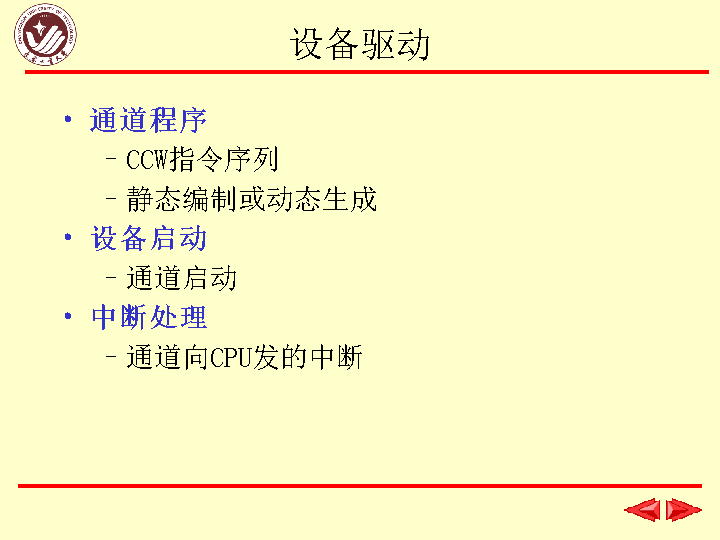 设备驱动
• 通道程序
–CCW指令序列
–静态编制或动态生成
• 设备启动
–通道启动
• 中断处理
–通道向CPU发的中断